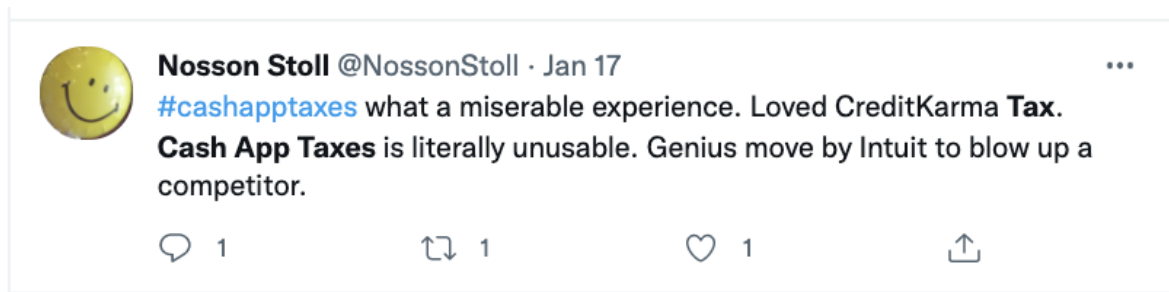 Nosson Stoll @NossonStoll · Jan 17
#cashapptaxes what a miserable experience. Loved CreditKarma Tax.
Cash App Taxes is literally unusable. Genius move by Intuit to blow up a
competitor.
1 1 1